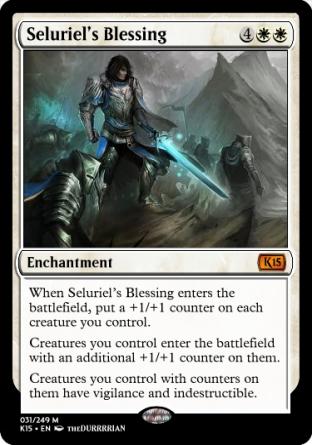 Seluriel's Blessing 4
K15
Enchantment
When Seluriel's Blessing enters the
battlefield, put a +1/+1 counter on each
creature you control.
Creatures you control enter the battlefield
with an additional +1/+1 counter on them.
Creatures you control with counters on
them have vigilance and indestructible.
031/249 M
K15 • EN THEDURRRRIAN